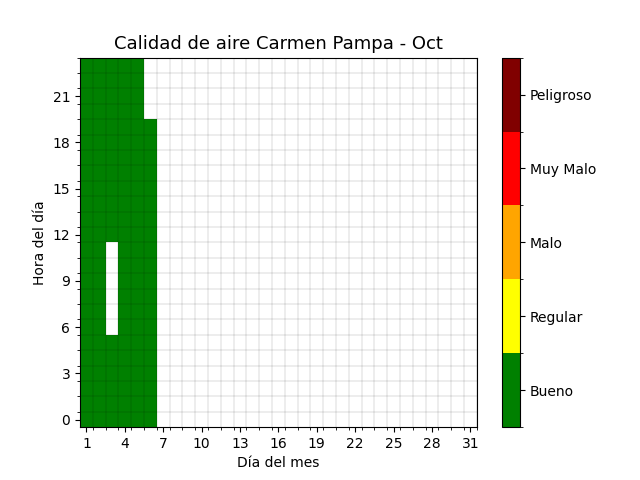 Calidad de aire Carmen Pampa - Oct
Hora del día
21
18
15
12
9
6
3
0
1 4 7 10 13 16 19 22 25 28 31
Día del mes
Peligroso
Muy Malo
Malo
Regular
Bueno